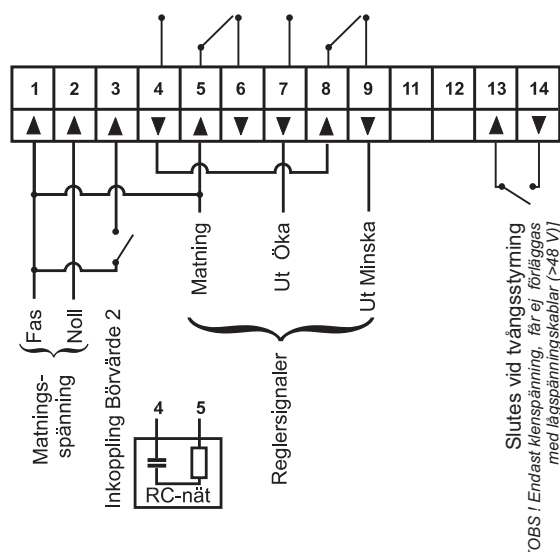 1 2 3 4 5 6 7 8 9 11 12 13 14
Fas
Noll
Matnings-
spänning
Inkoppling Börvärde 2
Matning
Ut Öka
Ut Minska
Reglersignaler
4 5
RC-nät
Slutes vid tvångsstyrning
[OBS ! Endast klenspänning, får ej förläggas
med lågspänningskablar (>48 V)]